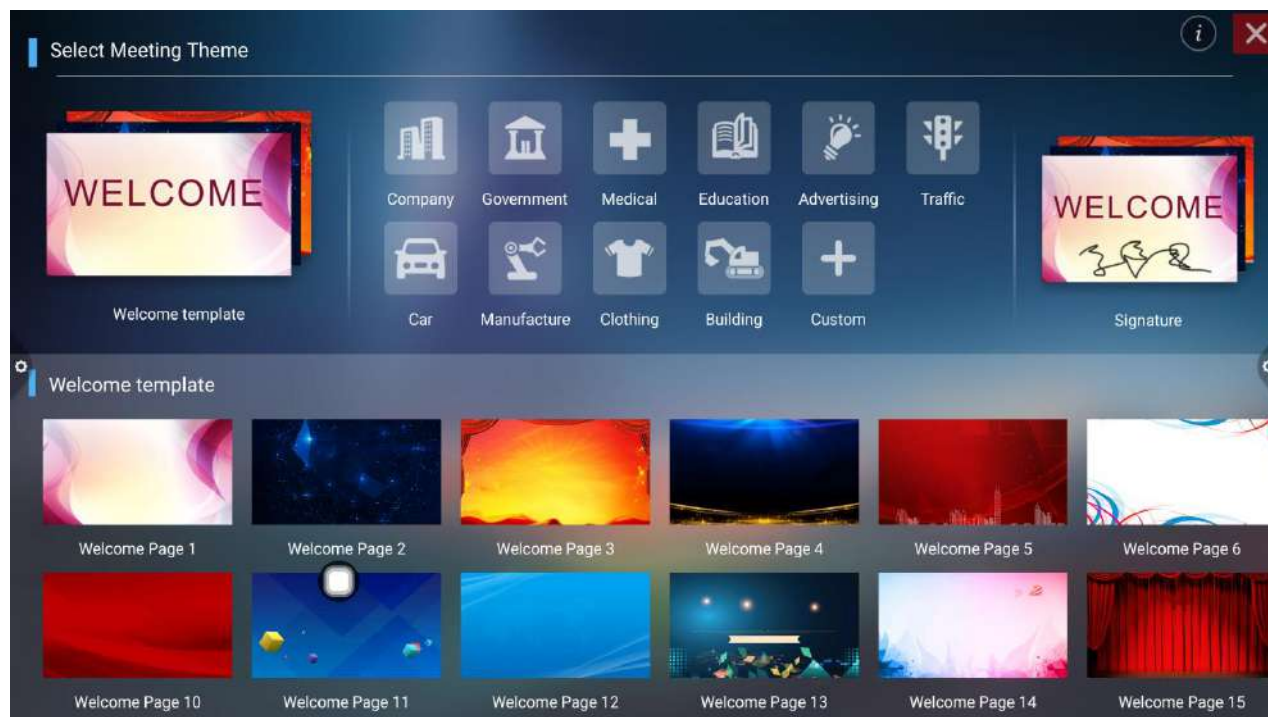 Select Meeting Theme
i
WELCOME
Welcome template
Company Government Medical Education Advertising Traffic
Car Manufacture Clothing Building Custom
WELCOME
Signature
Welcome template
Welcome Page 1 Welcome Page 2 Welcome Page 3 Welcome Page 4 Welcome Page 5 Welcome Page 6
Welcome Page 10 Welcome Page 11 Welcome Page 12 Welcome Page 13 Welcome Page 14 Welcome Page 15